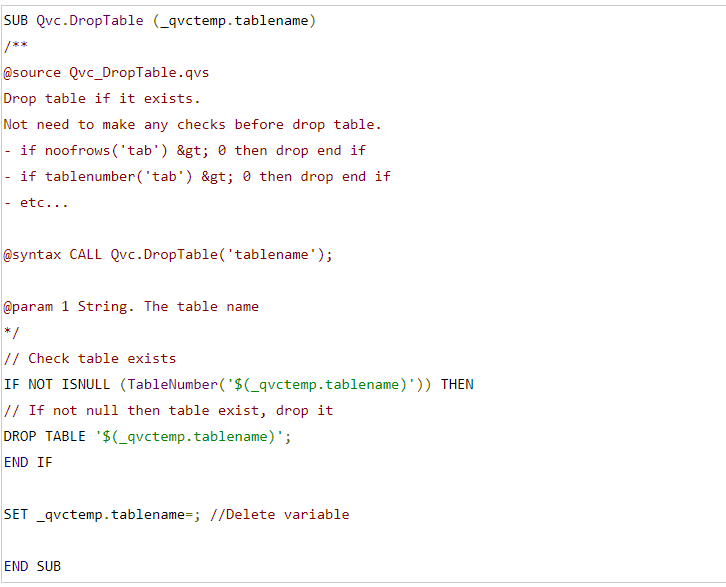 SUB Qvc.DropTable (_qvctemp.tablename)
/**
@source Qvc_DropTable.qvs
Drop table if it exists.
Not need to make any checks before drop table.
- if noofrows('tab') &gt; 0 then drop end if
- if tablenumber('tab') &gt; 0 then drop end if
- etc...
@syntax CALL Qvc.DropTable('tablename');
@param 1 String. The table name
*/
// Check table exists
IF NOT ISNULL (TableNumber('$(_qvctemp.tablename)')) THEN
// If not null then table exist, drop it
DROP TABLE '$(_qvctemp.tablename)';
END IF
SET _qvctemp.tablename=; //Delete variable
END SUB